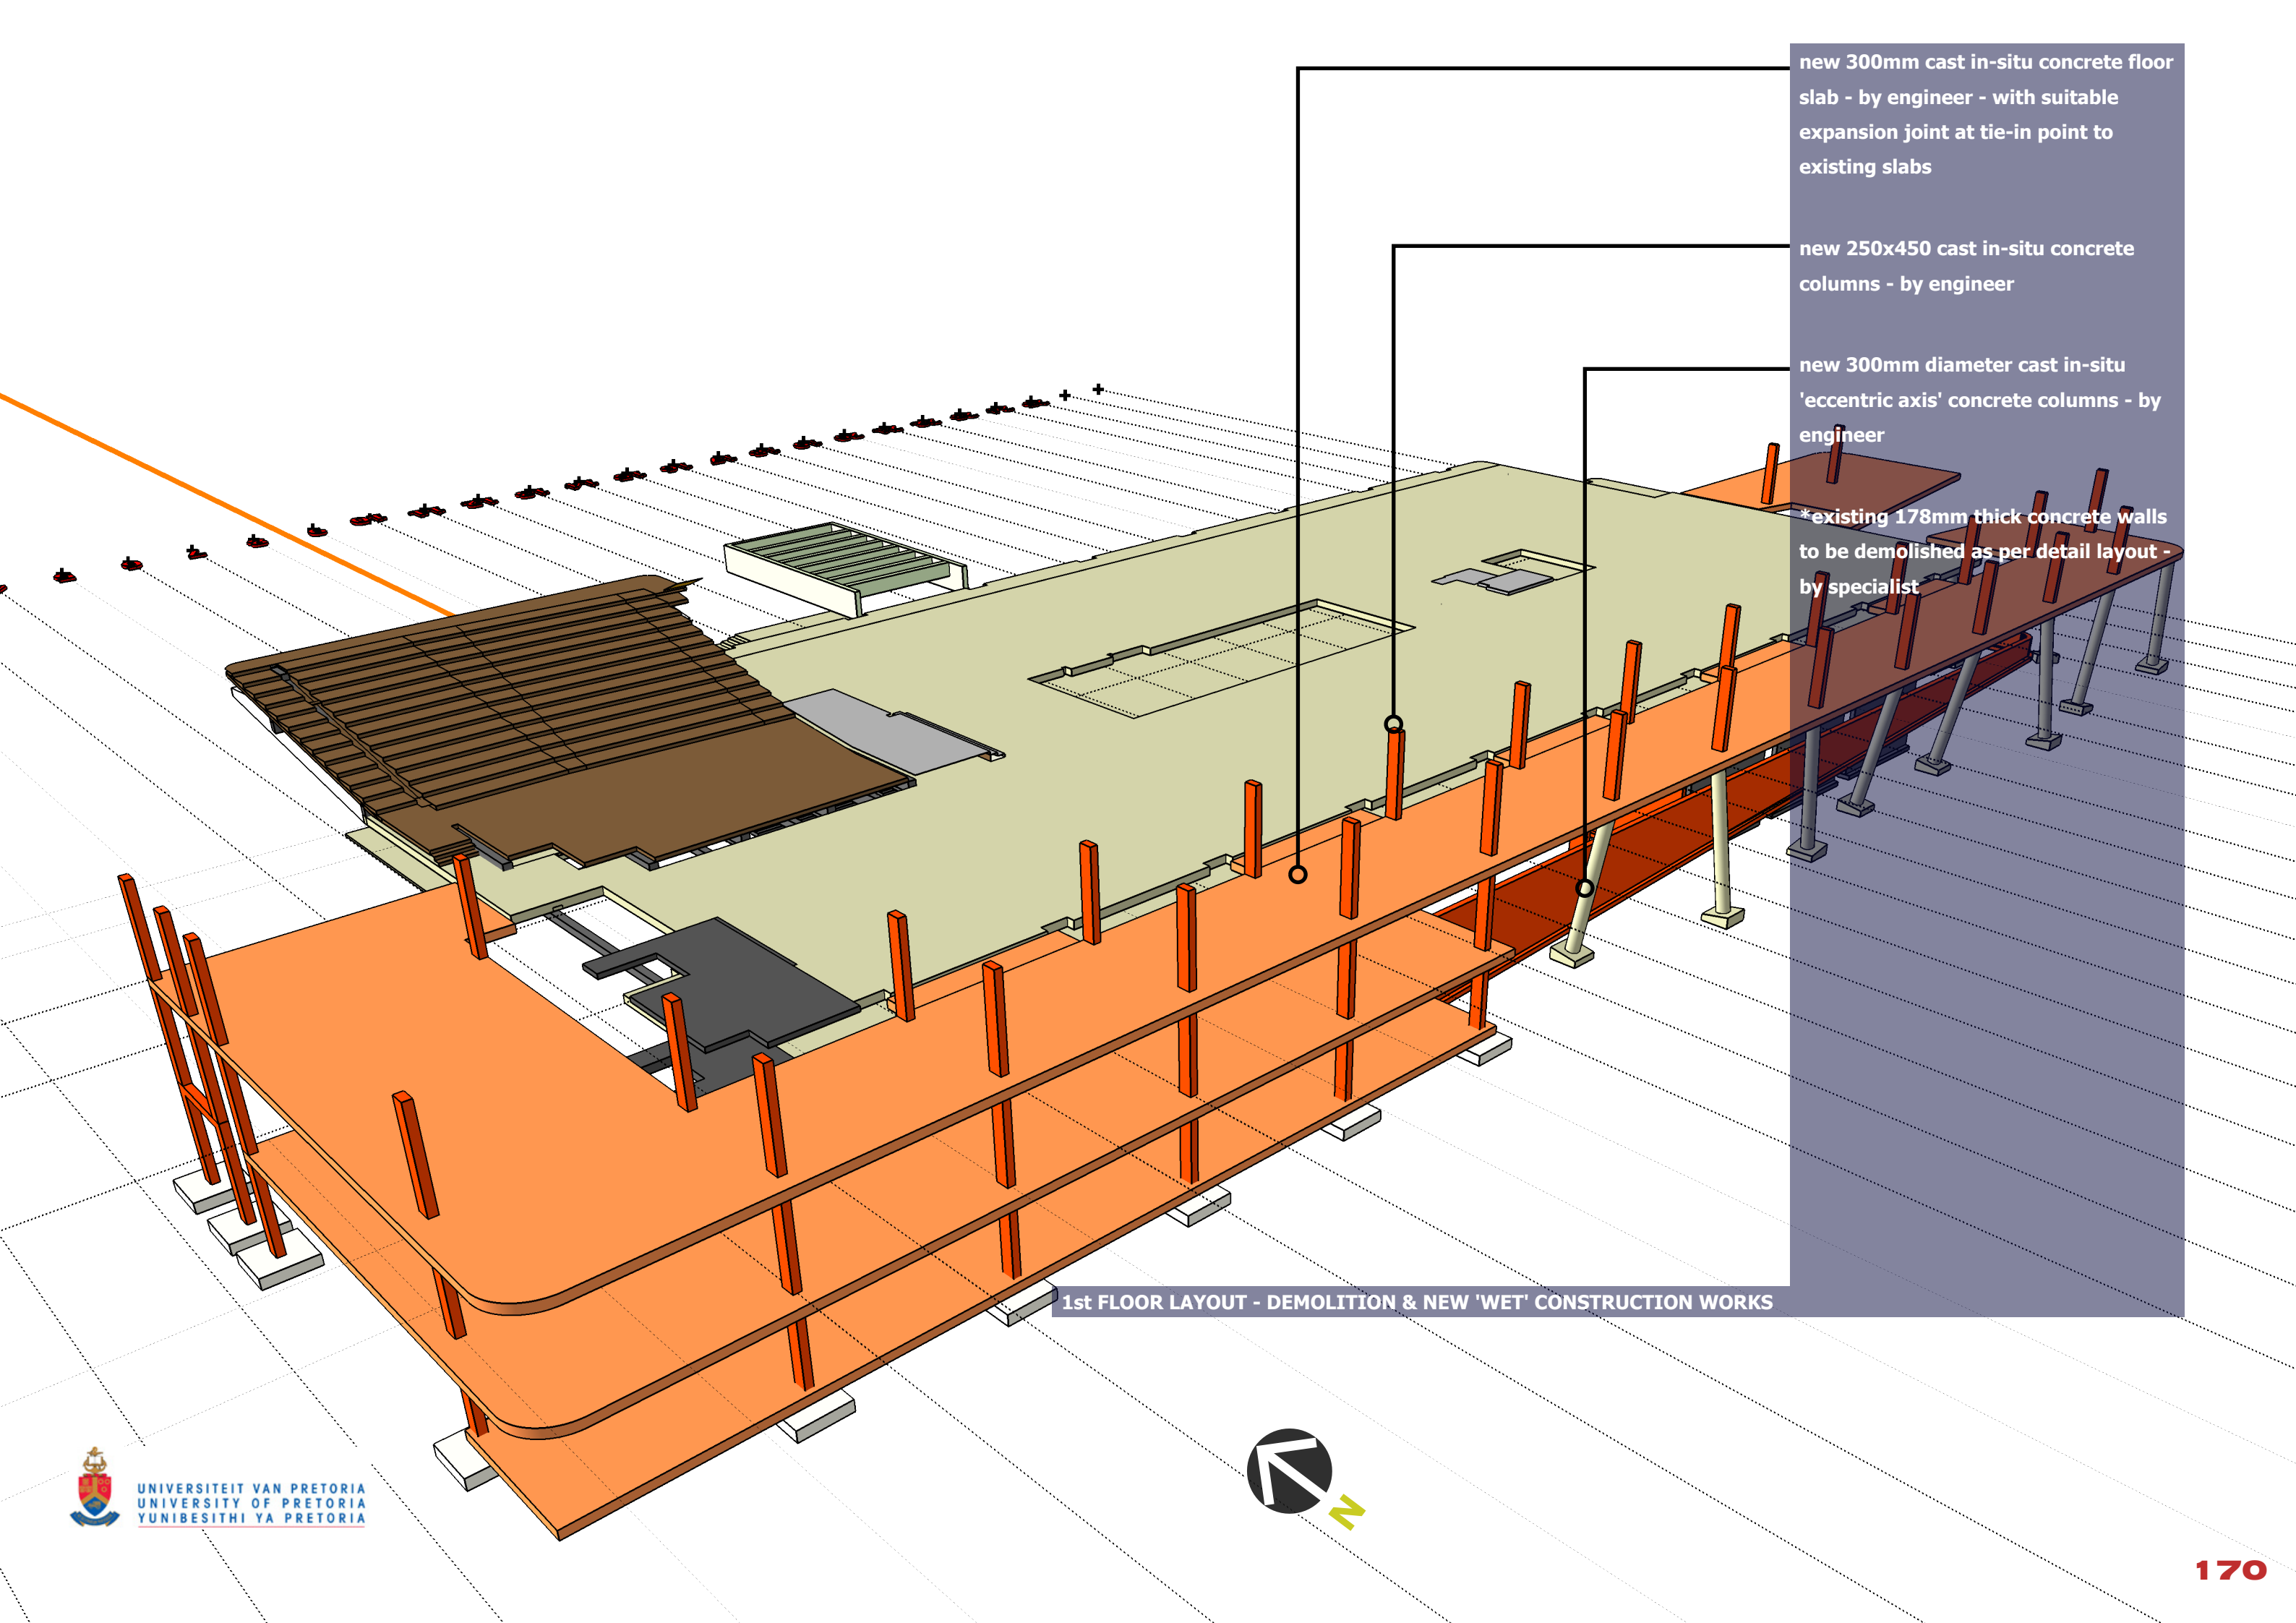 new 300mm cast in-situ concrete floor
slab - by engineer - with suitable
expansion joint at tie-in point to
existing slabs
new 250x450 cast in-situ concrete
columns - by engineer
new 300mm diameter cast in-situ
'eccentric axis' concrete columns - by
engineer
*existing 178mm thick concrete walls
to be demolished as per detail layout -
by specialist
1st FLOOR LAYOUT - DEMOLITION & NEW 'WET' CONSTRUCTION WORKS
N
UNIVERSITEIT VAN PRETORIA
UNIVERSITY OF PRETORIA
YUNIBESITHI YA PRETORIA
170